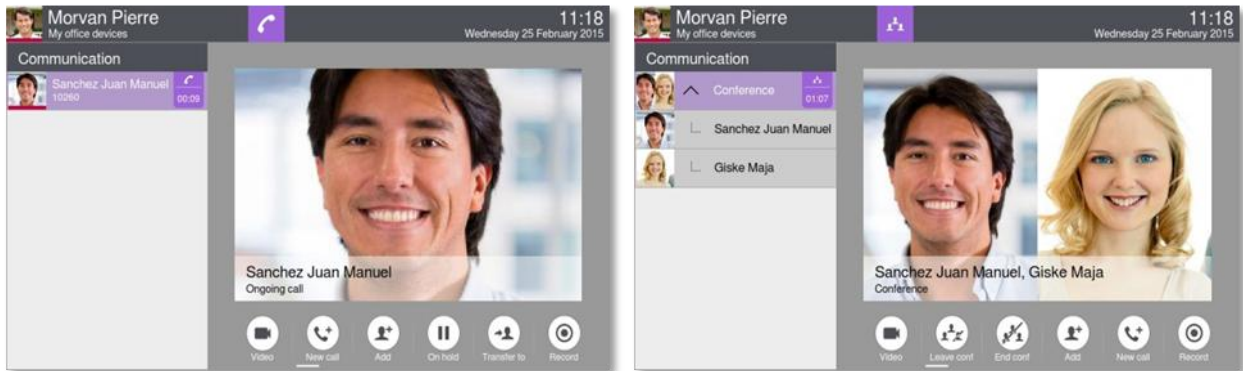 Morvan Pierre
My office devices
11:18
Wednesday 25 February 2015
Communication
Sanchez Juan Manuel
10260
00:09
Sanchez Juan Manuel
Ongoing call
Video
New call
Add
On hold
Transfer to
Record
Morvan Pierre
My office devices
11:18
Wednesday 25 February 2015
Communication
Conference
01:07
Sanchez Juan Manuel
Giske Maja
Sanchez Juan Manuel, Giske Maja
Conference
Video
Leave conf
End conf
Add
New call
Record